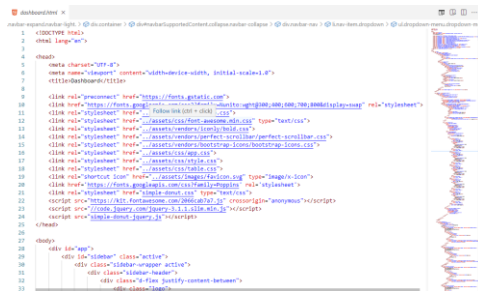 dashboard.html ×
.navbar-expand.navbar-light > div.container > div#navbarSupportedContent.collapse.navbar-collapse > div.navbar-nav > li.nav-item.dropdown > ul.dropdown-menu.dropdown-m
1 <!DOCTYPE html>
2 <html lang="en">
3
4 <head>
5 <meta charset="UTF-8">
6 <meta name="viewport" content="width=device-width, initial-scale=1.0">
7 <title>Dashboard</title>
8
9 <link rel="preconnect" href="https://fonts.gstatic.com">
10 <link href="https://fonts.googleapis.com/css2?family=Nunito:wght@300;400;600;700;800&display=swap" rel="stylesheet">
11 <link rel="stylesheet" href=" .css">
Follow link (ctrl + click)
12 <link rel="stylesheet" href="../assets/css/font-awesome.min.css" type="text/css">
13 <link rel="stylesheet" href="../assets/vendors/iconly/bold.css">
14 <link rel="stylesheet" href="../assets/vendors/perfect-scrollbar/perfect-scrollbar.css">
15 <link rel="stylesheet" href="../assets/vendors/bootstrap-icons/bootstrap-icons.css">
16 <link rel="stylesheet" href="../assets/css/app.css">
17 <link rel="stylesheet" href="../assets/css/style.css">
18 <link rel="stylesheet" href="../assets/css/table.css">
19 <link rel="shortcut icon" href="../assets/images/favicon.svg" type="image/x-icon">
20 <link href='https://fonts.googleapis.com/css?family=Poppins' rel='stylesheet'>
21 <link rel="stylesheet" href="simple-donut.css" type="text/css">
22 <script src="https://kit.fontawesome.com/2066cab7a7.js" crossorigin="anonymous"></script>
23 <script src="//code.jquery.com/jquery-3.1.1.slim.min.js"></script>
24 <script src="simple-donut-jquery.js"></script>
25 </head>
26
27 <body>
28 <div id="app">
29 <div id="sidebar" class="active">
30 <div class="sidebar-wrapper active">
31 <div class="sidebar-header">
32 <div class="d-flex justify-content-between">
33 <div class="logo">